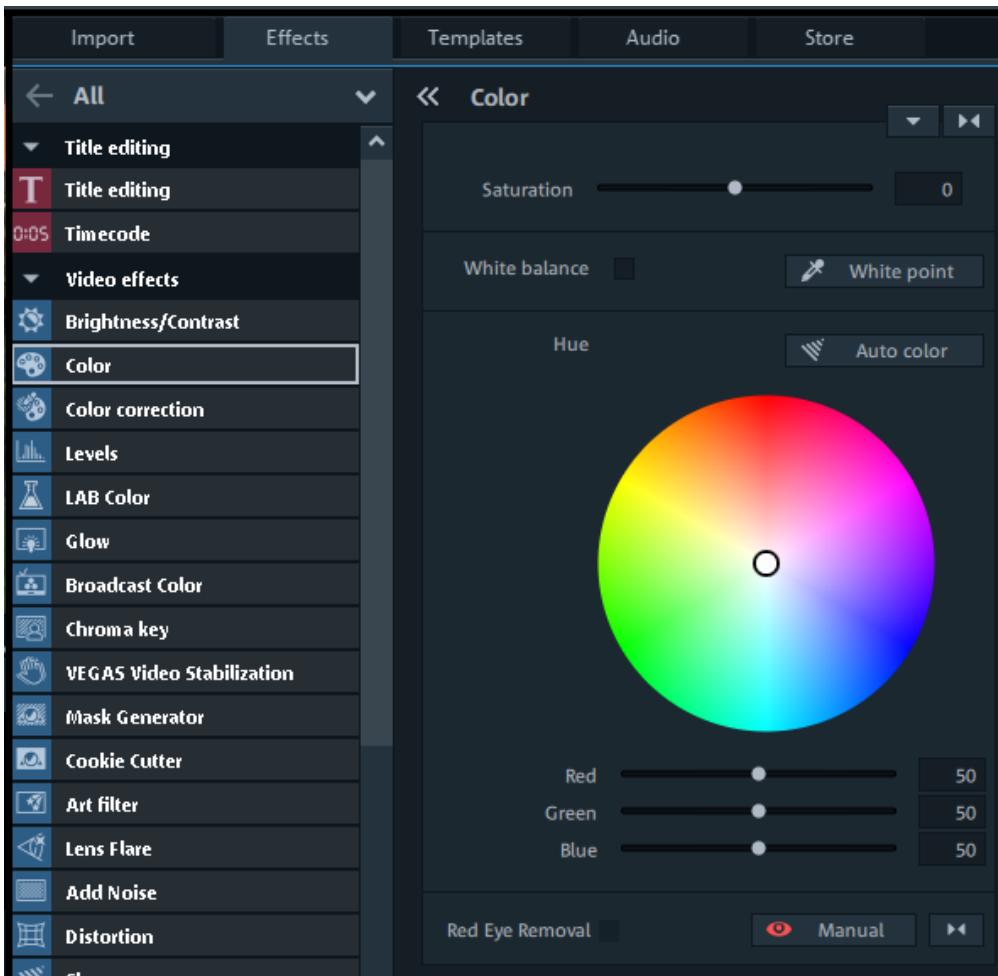 Import Effects Templates Audio Store
All
Title editing
T Title editing
0:05 Timecode
Video effects
Brightness/Contrast
Color
Color correction
Levels
LAB Color
Glow
Broadcast Color
Chroma key
VEGAS Video Stabilization
Mask Generator
Cookie Cutter
Art filter
Lens Flare
Add Noise
Distortion
Color
Saturation 0
White balance White point
Hue Auto color
Red 50
Green 50
Blue 50
Red Eye Removal Manual